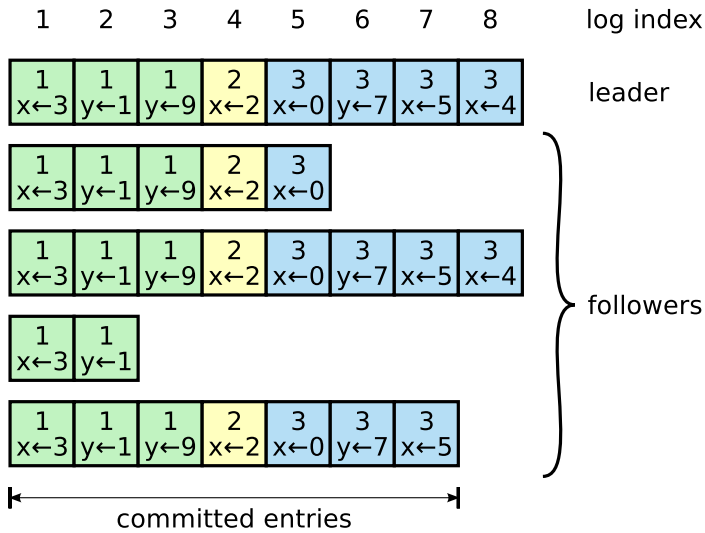 1 2 3 4 5 6 7 8 log index
1 1 1 2 3 3 3 3
x←3 y←1 y←9 x←2 x←0 y←7 x←5 x←4
leader
1 1 1 2 3
x←3 y←1 y←9 x←2 x←0
1 1 1 2 3 3 3 3
x←3 y←1 y←9 x←2 x←0 y←7 x←5 x←4
followers
1 1
x←3 y←1
1 1 1 2 3 3 3
x←3 y←1 y←9 x←2 x←0 y←7 x←5
committed entries